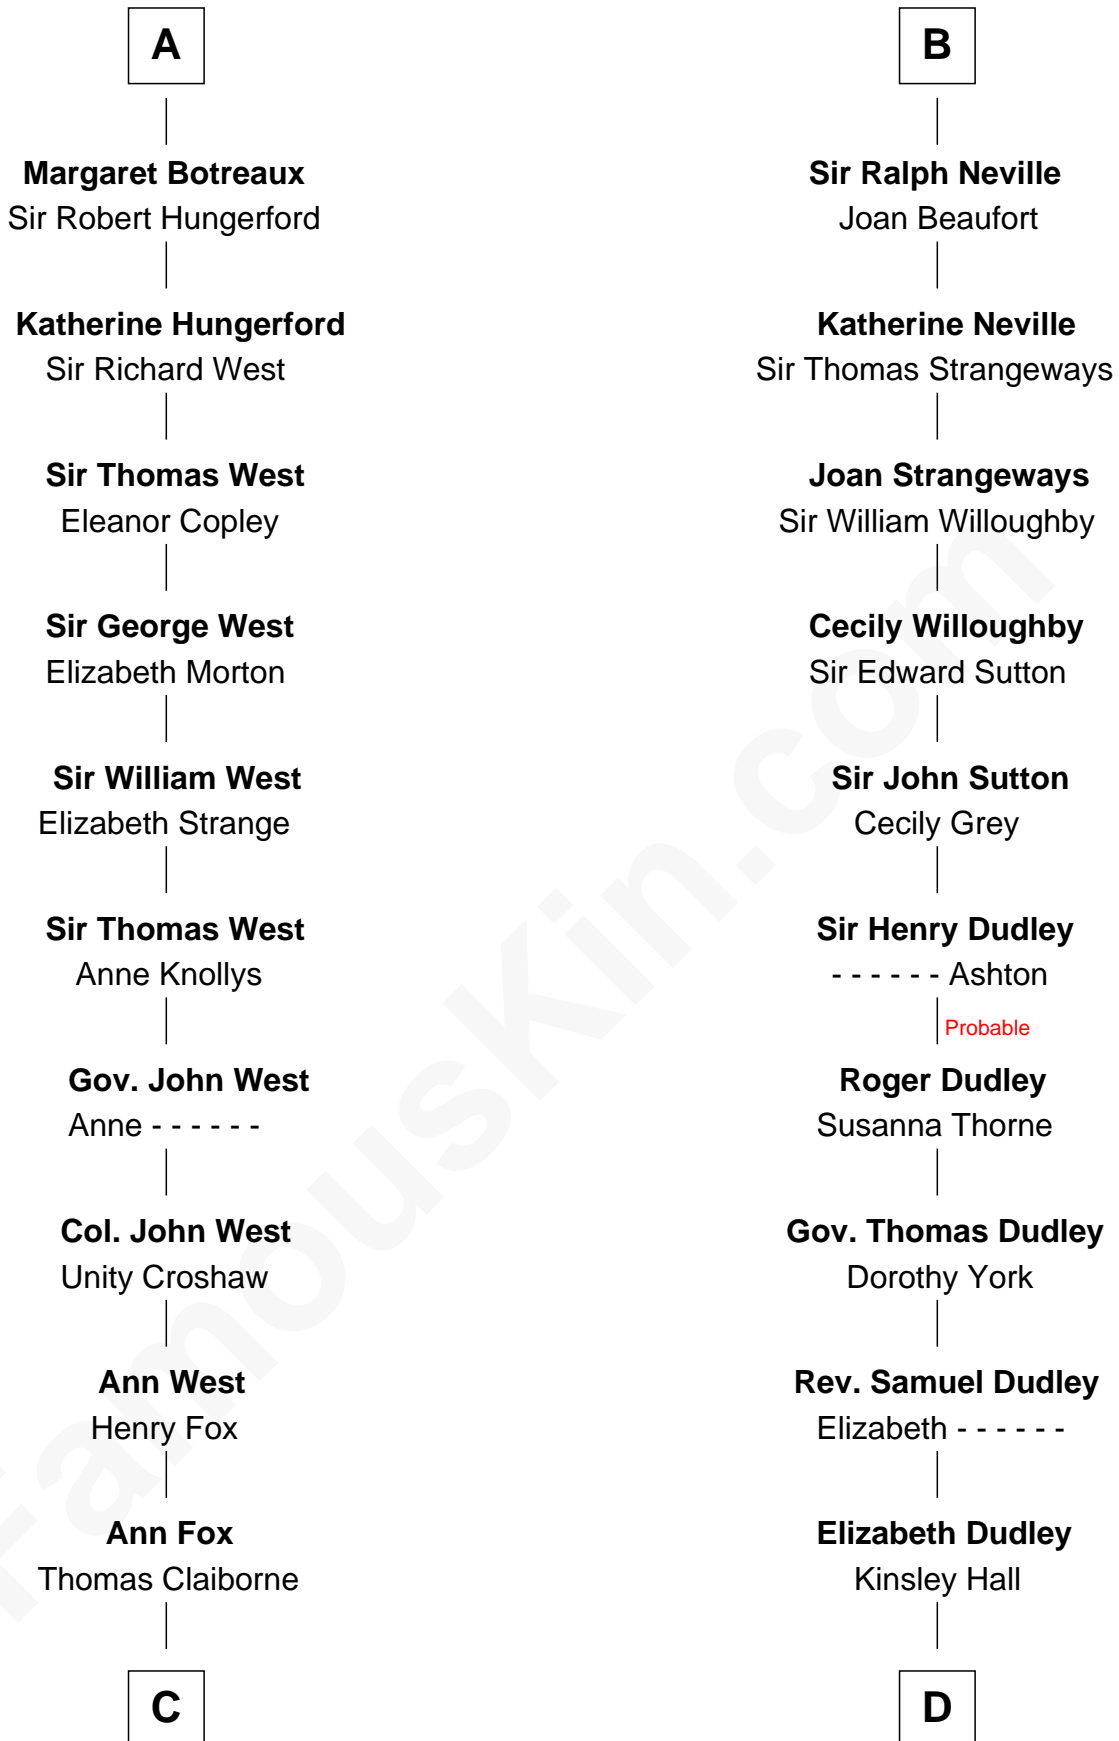 A
Margaret Botreaux
Sir Robert Hungerford
Katherine Hungerford
Sir Richard West
Sir Thomas West
Eleanor Copley
Sir George West
Elizabeth Morton
Sir William West
Elizabeth Strange
Sir Thomas West
Anne Knollys
Gov. John West
Anne - - - - - -
Col. John West
Unity Croshaw
Ann West
Henry Fox
Ann Fox
Thomas Claiborne
C
B
Sir Ralph Neville
Joan Beaufort
Katherine Neville
Sir Thomas Strangeways
Joan Strangeways
Sir William Willoughby
Cecily Willoughby
Sir Edward Sutton
Sir John Sutton
Cecily Grey
Sir Henry Dudley
- - - - - - Ashton
Probable
Roger Dudley
Susanna Thorne
Gov. Thomas Dudley
Dorothy York
Rev. Samuel Dudley
Elizabeth - - - - - -
Elizabeth Dudley
Kinsley Hall
D
FamousKin.com